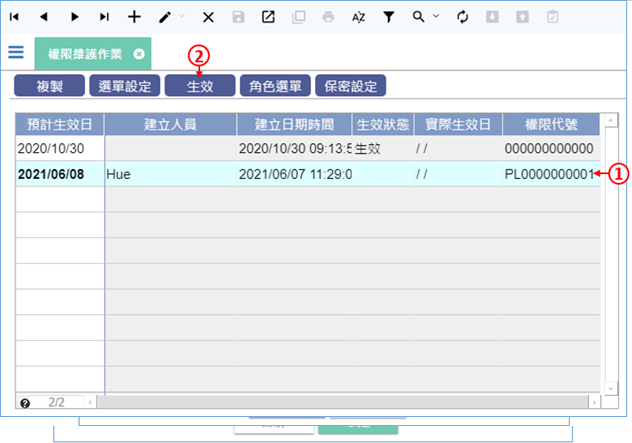 權限維護作業
②
複製 選單設定 生效 角色選單 保密設定
預計生效日 建立人員 建立日期時間 生效狀態 實際生效日 權限代號
2020/10/30 2020/10/30 09:13:5 生效 / / 000000000000
2021/06/08 Hue 2021/06/07 11:29:0 / / PL0000000001 ①
2/2